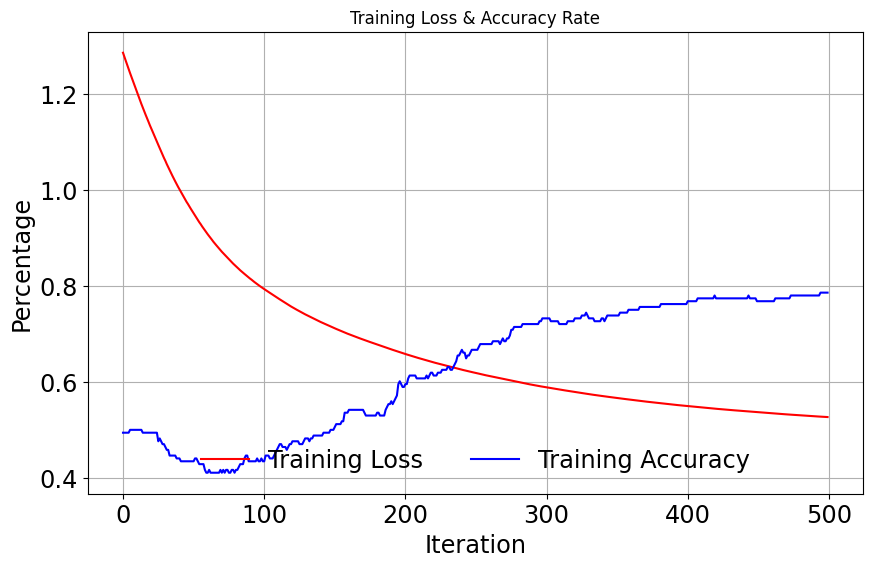 Training Loss & Accuracy Rate
Percentage
1.2
1.0
0.8
0.6
0.4
Training Loss Training Accuracy
0 100 200 300 400 500
Iteration